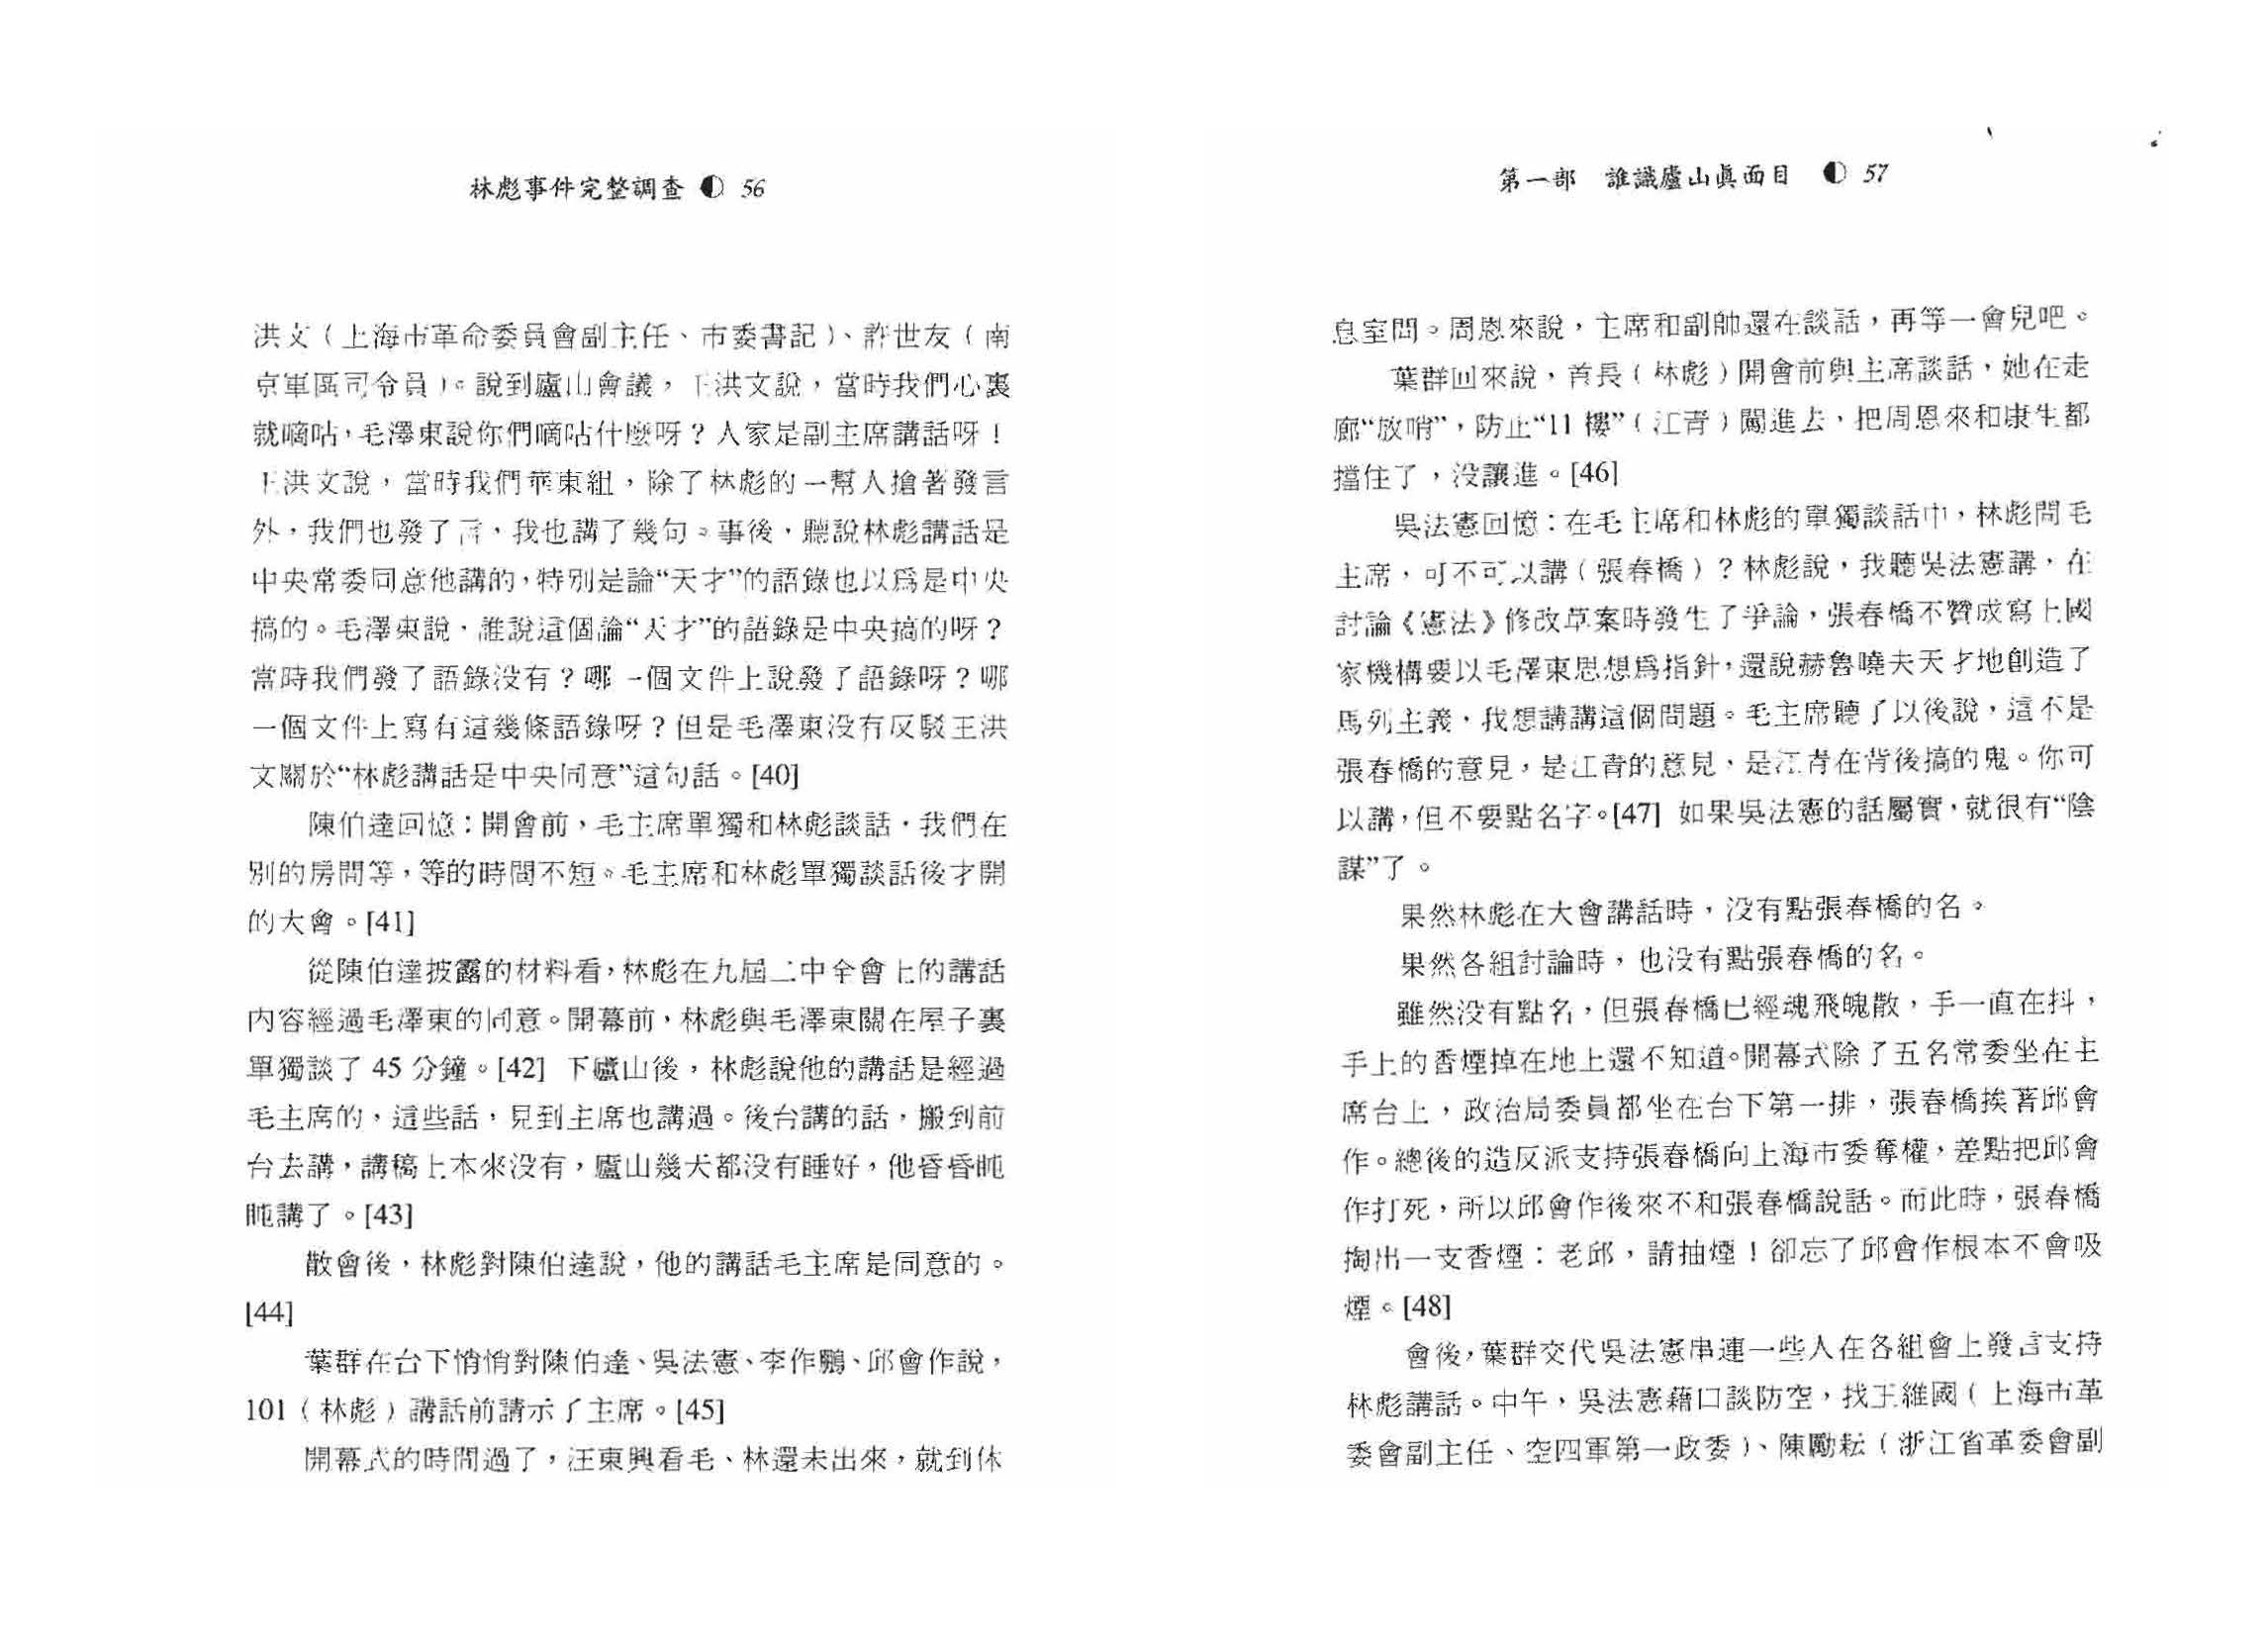 林彪事件完整調查 ◐ 56
洪文（上海市革命委員會副主任、市委書記）、許世友（南
京軍區司令員）。說到廬山會議，王洪文說，當時我們心裏
就嘀咕，毛澤東說你們嘀咕什麼呀？人家是副主席講話呀！
王洪文說，當時我們華東組，除了林彪的一幫人搶著發言
外，我們也發了言，我也講了幾句。事後，聽說林彪講話是
中央常委同意他講的，特別是論“天才”的語錄也以爲是中央
搞的。毛澤東說，誰說這個論“天才”的語錄是中央搞的呀？
當時我們發了語錄没有？哪一個文件上說發了語錄呀？哪
一個文件上寫有這幾條語錄呀？但是毛澤東没有反駁王洪
文關於“林彪講話是中央同意”這句話。[40]
陳伯達回憶：開會前，毛主席單獨和林彪談話，我們在
別的房間等，等的時間不短。毛主席和林彪單獨談話後才開
的大會。[41]
從陳伯達披露的材料看，林彪在九屆二中全會上的講話
内容經過毛澤東的同意。開幕前，林彪與毛澤東關在屋子裏
單獨談了 45 分鐘。[42] 下廬山後，林彪說他的講話是經過
毛主席的，這些話，見到主席也講過。後台講的話，搬到前
台去講，講稿上本來没有，廬山幾天都没有睡好，他昏昏盹
盹講了。[43]
散會後，林彪對陳伯達說，他的講話毛主席是同意的。
[44]
葉群在台下悄悄對陳伯達、吳法憲、李作鵬、邱會作說，
101（林彪）講話前請示了主席。[45]
開幕式的時間過了，汪東興看毛、林還未出來，就到休
第一部 誰識廬山眞面目 ◐ 57
息室問。周恩來說，主席和副帥還在談話，再等一會兒吧。
葉群回來說，首長（林彪）開會前與主席談話，她在走
廊“放哨”，防止“11 樓”（江青）闖進去，把周恩來和康生都
擋住了，没讓進。[46]
吳法憲回憶：在毛主席和林彪的單獨談話中，林彪問毛
主席，可不可以講（張春橋）？林彪說，我聽吳法憲講，在
討論《憲法》修改草案時發生了爭論，張春橋不贊成寫上國
家機構要以毛澤東思想爲指針，還說赫魯曉夫天才地創造了
馬列主義，我想講講這個問題。毛主席聽了以後說，這不是
張春橋的意見，是江青的意見，是江青在背後搞的鬼。你可
以講，但不要點名字。[47] 如果吳法憲的話屬實，就很有“陰
謀”了。
果然林彪在大會講話時，没有點張春橋的名。
果然各組討論時，也没有點張春橋的名。
雖然没有點名，但張春橋已經魂飛魄散，手一直在抖，
手上的香煙掉在地上還不知道。開幕式除了五名常委坐在主
席台上，政治局委員都坐在台下第一排，張春橋挨著邱會
作。總後的造反派支持張春橋向上海市委奪權，差點把邱會
作打死，所以邱會作後來不和張春橋說話。而此時，張春橋
掏出一支香煙：老邱，請抽煙！卻忘了邱會作根本不會吸
煙。[48]
會後，葉群交代吳法憲串連一些人在各組會上發言支持
林彪講話。中午，吳法憲藉口談防空，找王維國（上海市革
委會副主任、空四軍第一政委）、陳勵耘（浙江省革委會副